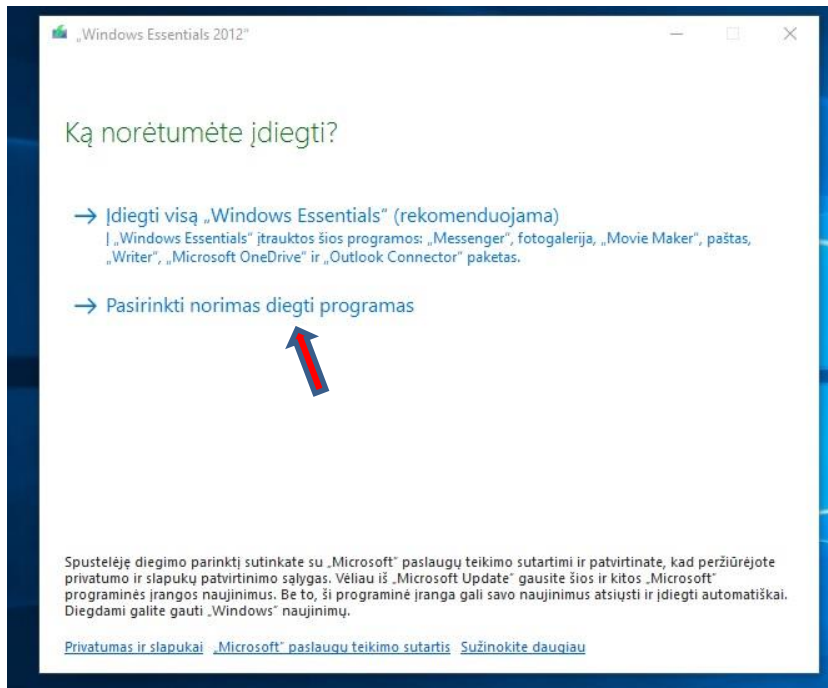 „Windows Essentials 2012“
Ką norėtumėte įdiegti?
Įdiegti visą „Windows Essentials“ (rekomenduojama)
Į „Windows Essentials“ įtrauktos šios programos: „Messenger“, fotogalerija, „Movie Maker“, paštas,
„Writer“, „Microsoft OneDrive“ ir „Outlook Connector“ paketas.
Pasirinkti norimas diegti programas
Spustelėję diegimo parinktį sutinkate su „Microsoft“ paslaugų teikimo sutartimi ir patvirtinate, kad peržiūrėjote
privatumo ir slapukų patvirtinimo sąlygas. Vėliau iš „Microsoft Update“ gausite šios ir kitos „Microsoft“
programinės įrangos naujinimus. Be to, ši programinė įranga gali savo naujinimus atsiųsti ir įdiegti automatiškai.
Diegdami galite gauti „Windows“ naujinimų.
Privatumas ir slapukai „Microsoft“ paslaugų teikimo sutartis Sužinokite daugiau